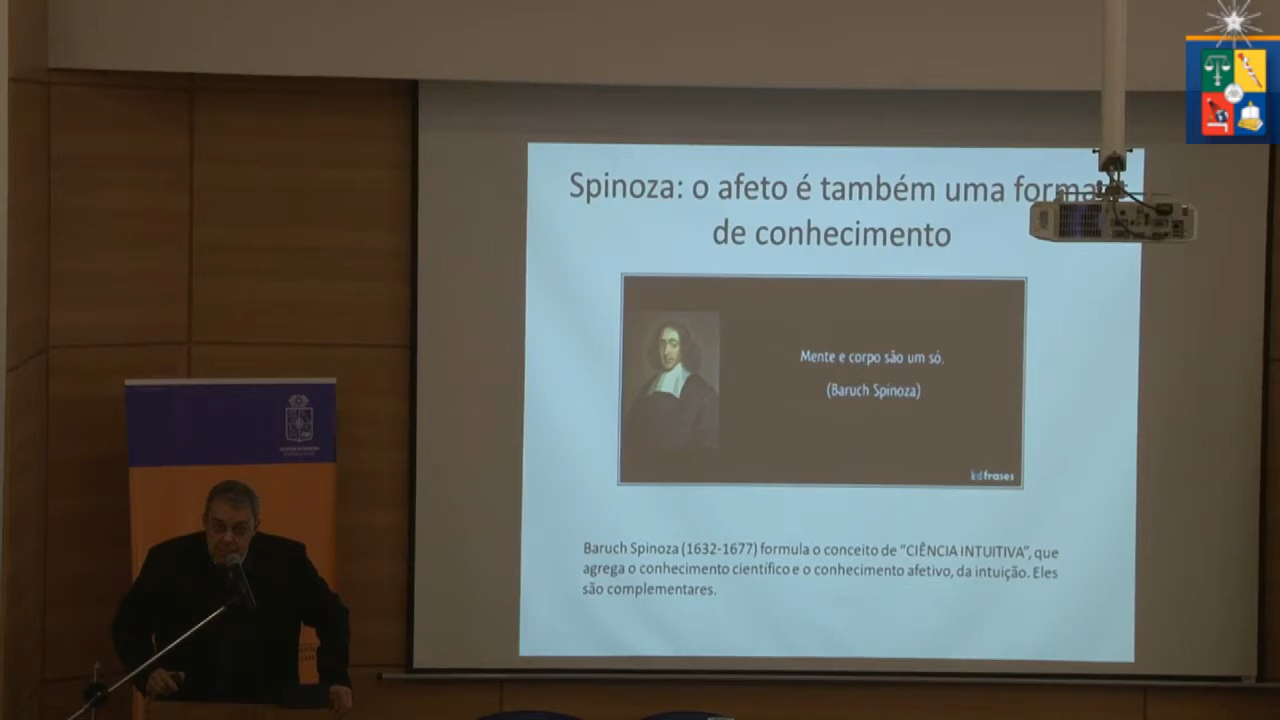 Spinoza: o afeto é também uma forma
de conhecimento
Mente e corpo são um só.
(Baruch Spinoza)
kdfrases
Baruch Spinoza (1632-1677) formula o conceito de “CIÊNCIA INTUITIVA”, que
agrega o conhecimento científico e o conhecimento afetivo, da intuição. Eles
são complementares.